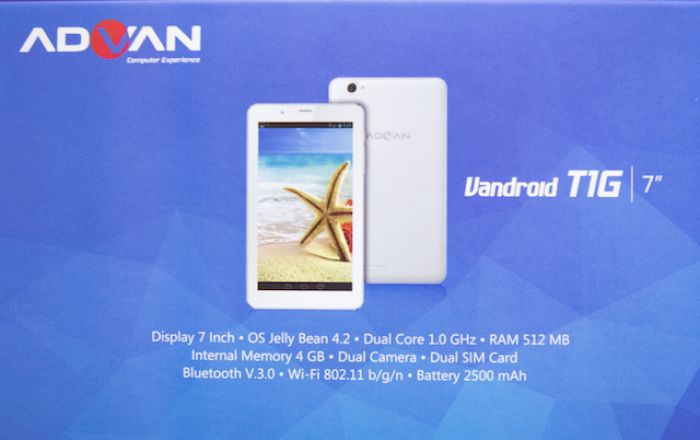 ADVAN
Computer Experience
ADVAN
Vandroid T1G | 7"
Display 7 Inch • OS Jelly Bean 4.2 • Dual Core 1.0 GHz • RAM 512 MB
Internal Memory 4 GB • Dual Camera • Dual SIM Card
Bluetooth V.3.0 • Wi-Fi 802.11 b/g/n • Battery 2500 mAh